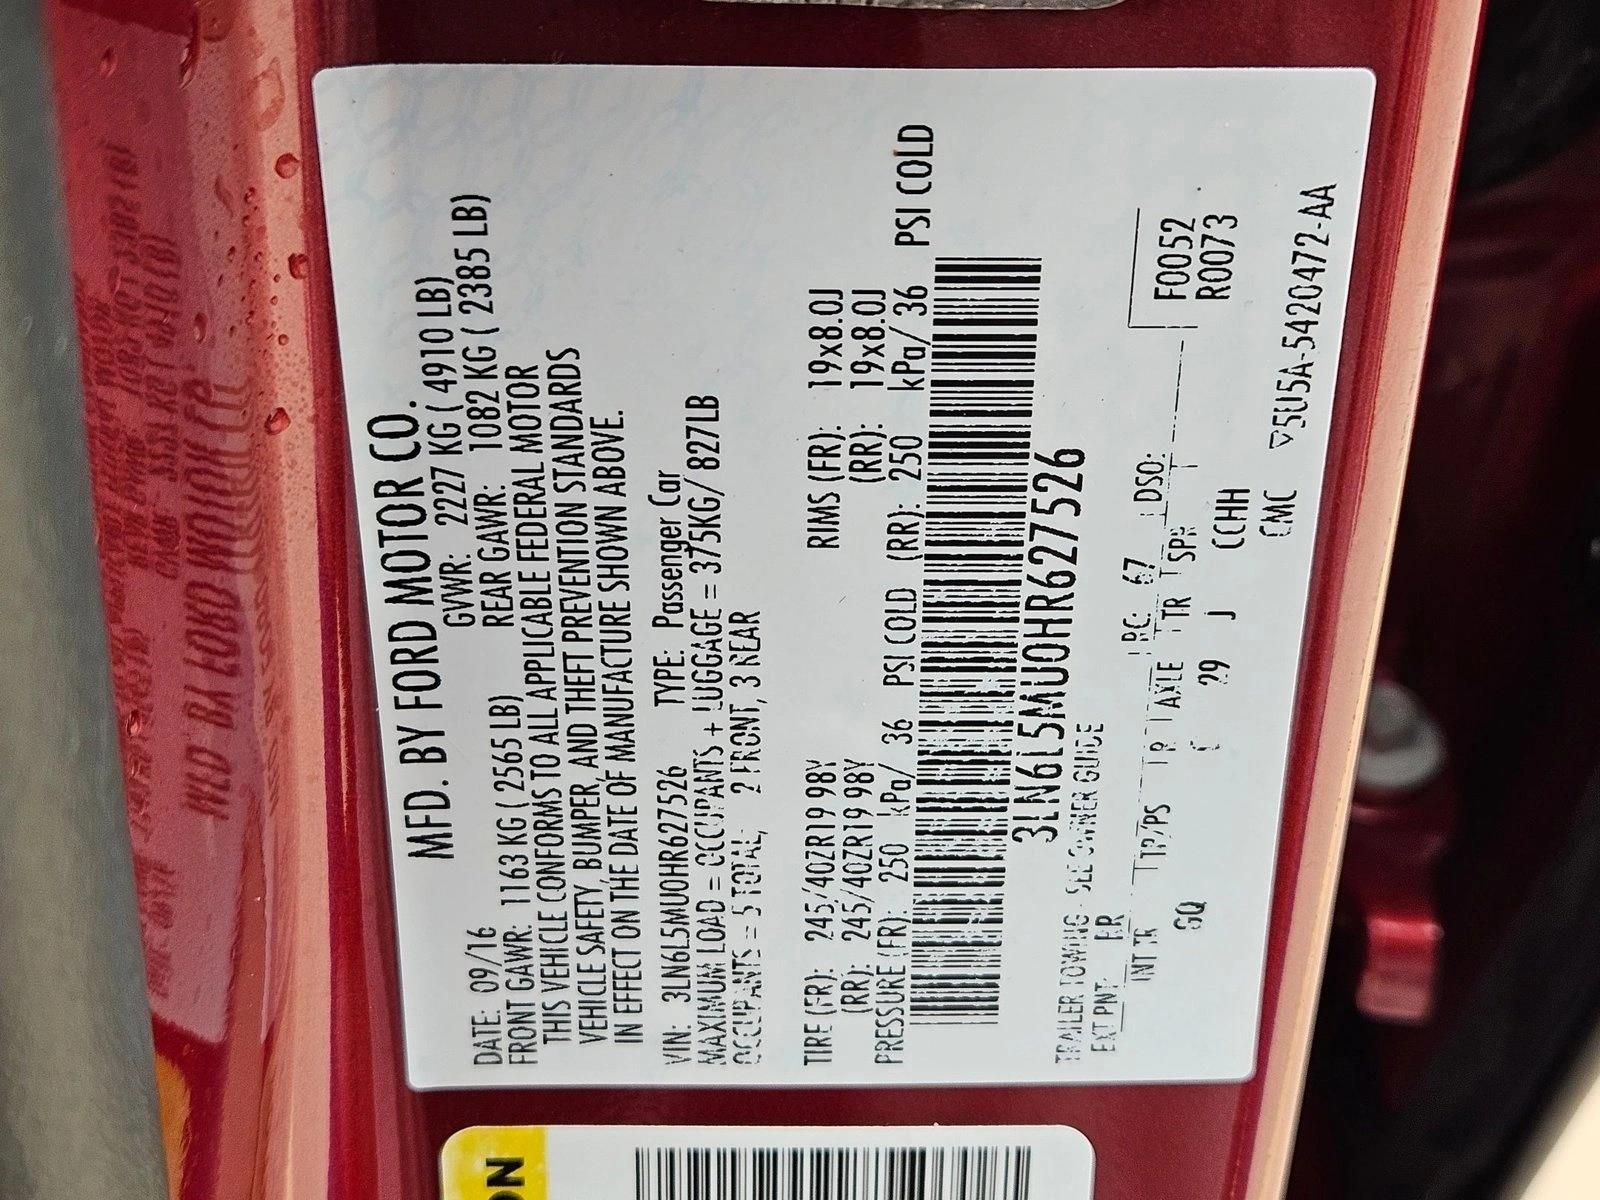 MFD. BY FORD MOTOR CO.
DATE: 09/16 GVWR: 2227 KG ( 4910 LB)
FRONT GAWR: 1163 KG ( 2565 LB) REAR GAWR: 1082 KG ( 2385 LB)
THIS VEHICLE CONFORMS TO ALL APPLICABLE FEDERAL MOTOR
VEHICLE SAFETY, BUMPER, AND THEFT PREVENTION STANDARDS
IN EFFECT ON THE DATE OF MANUFACTURE SHOWN ABOVE.
VIN: 3LN6L5MU0HR627526 TYPE: Passenger Car
MAXIMUM LOAD = OCCUPANTS + LUGGAGE = 375KG/ 827LB
OCCUPANTS = 5 TOTAL, 2 FRONT, 3 REAR
TIRE (FR): 245/40ZR19 98Y RIMS (FR): 19x8.0J
(RR): 245/40ZR19 98Y (RR): 19x8.0J
PRESSURE (FR): 250 kPa/ 36 PSI COLD (RR): 250 kPa/ 36 PSI COLD
3LN6L5MU0HR627526
TRAILER TOWING - SEE OWNER GUIDE
EXT PNT: RR RC: 67 DSO: F0052
INT TR TP/PS R AXLE TR SPR R0073
GQ 29 J CCHH
CMC 5U5A-5420472-AA
ON